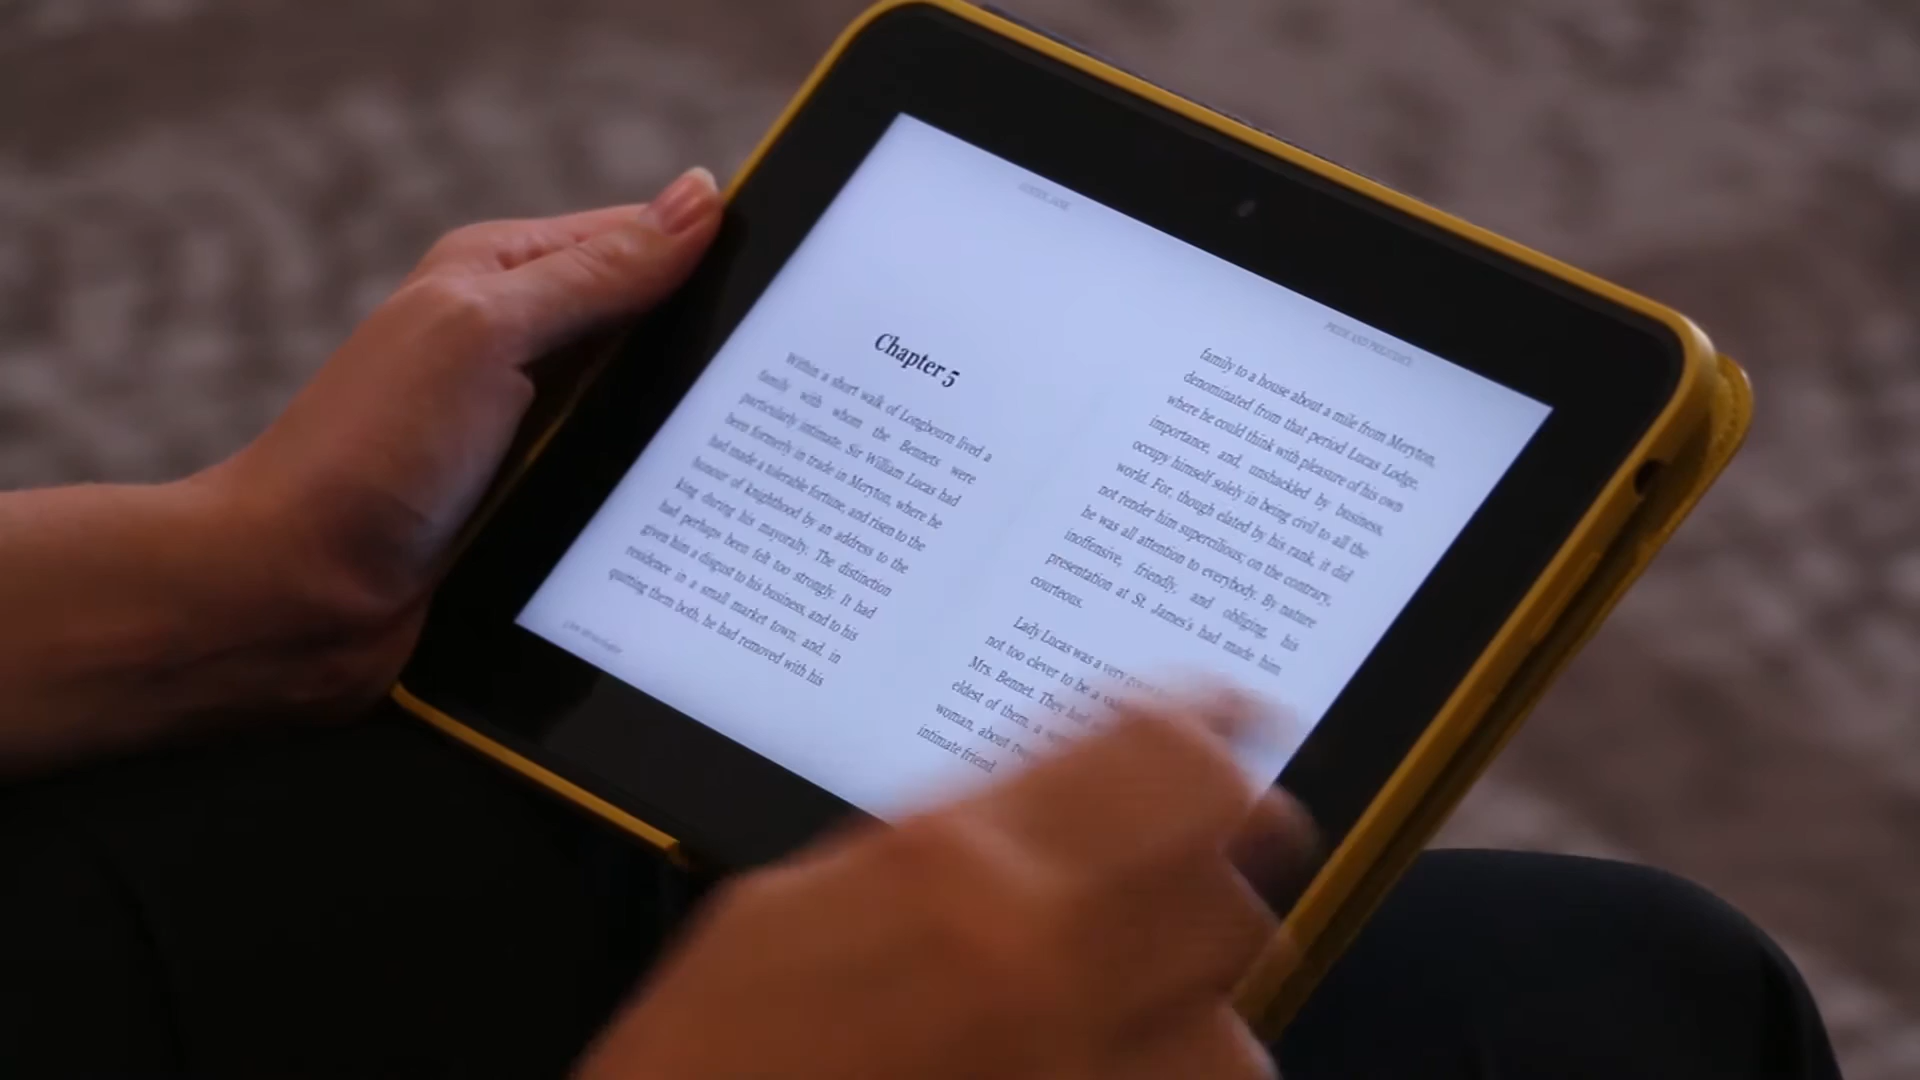 AUSTEN, JANE
Chapter 5
Within a short walk of Longbourn lived a
family with whom the Bennets were
particularly intimate. Sir William Lucas had
been formerly in trade in Meryton, where he
had made a tolerable fortune, and risen to the
honour of knighthood by an address to the
king during his mayoralty. The distinction
had perhaps been felt too strongly. It had
given him a disgust to his business, and to his
residence in a small market town; and, in
quitting them both, he had removed with his
PRIDE AND PREJUDICE
family to a house about a mile from Meryton,
denominated from that period Lucas Lodge,
where he could think with pleasure of his own
importance, and, unshackled by business,
occupy himself solely in being civil to all the
world. For, though elated by his rank, it did
not render him supercilious; on the contrary,
he was all attention to everybody. By nature
inoffensive, friendly, and obliging, his
presentation at St. James's had made him
courteous.
Lady Lucas was a very good
not too clever to be a
Mrs. Bennet. They had
eldest of them, a
woman, about
intimate friend.